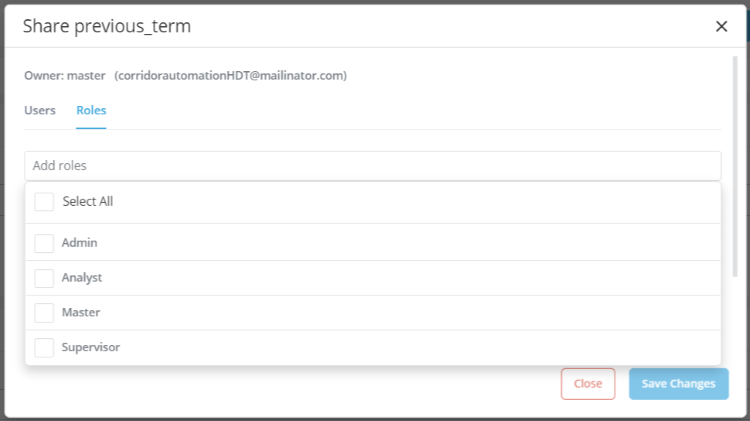 Share previous_term
Owner: master (corridorautomationHDT@mailinator.com)
Users Roles
Add roles
Select All
Admin
Analyst
Master
Supervisor
Close Save Changes